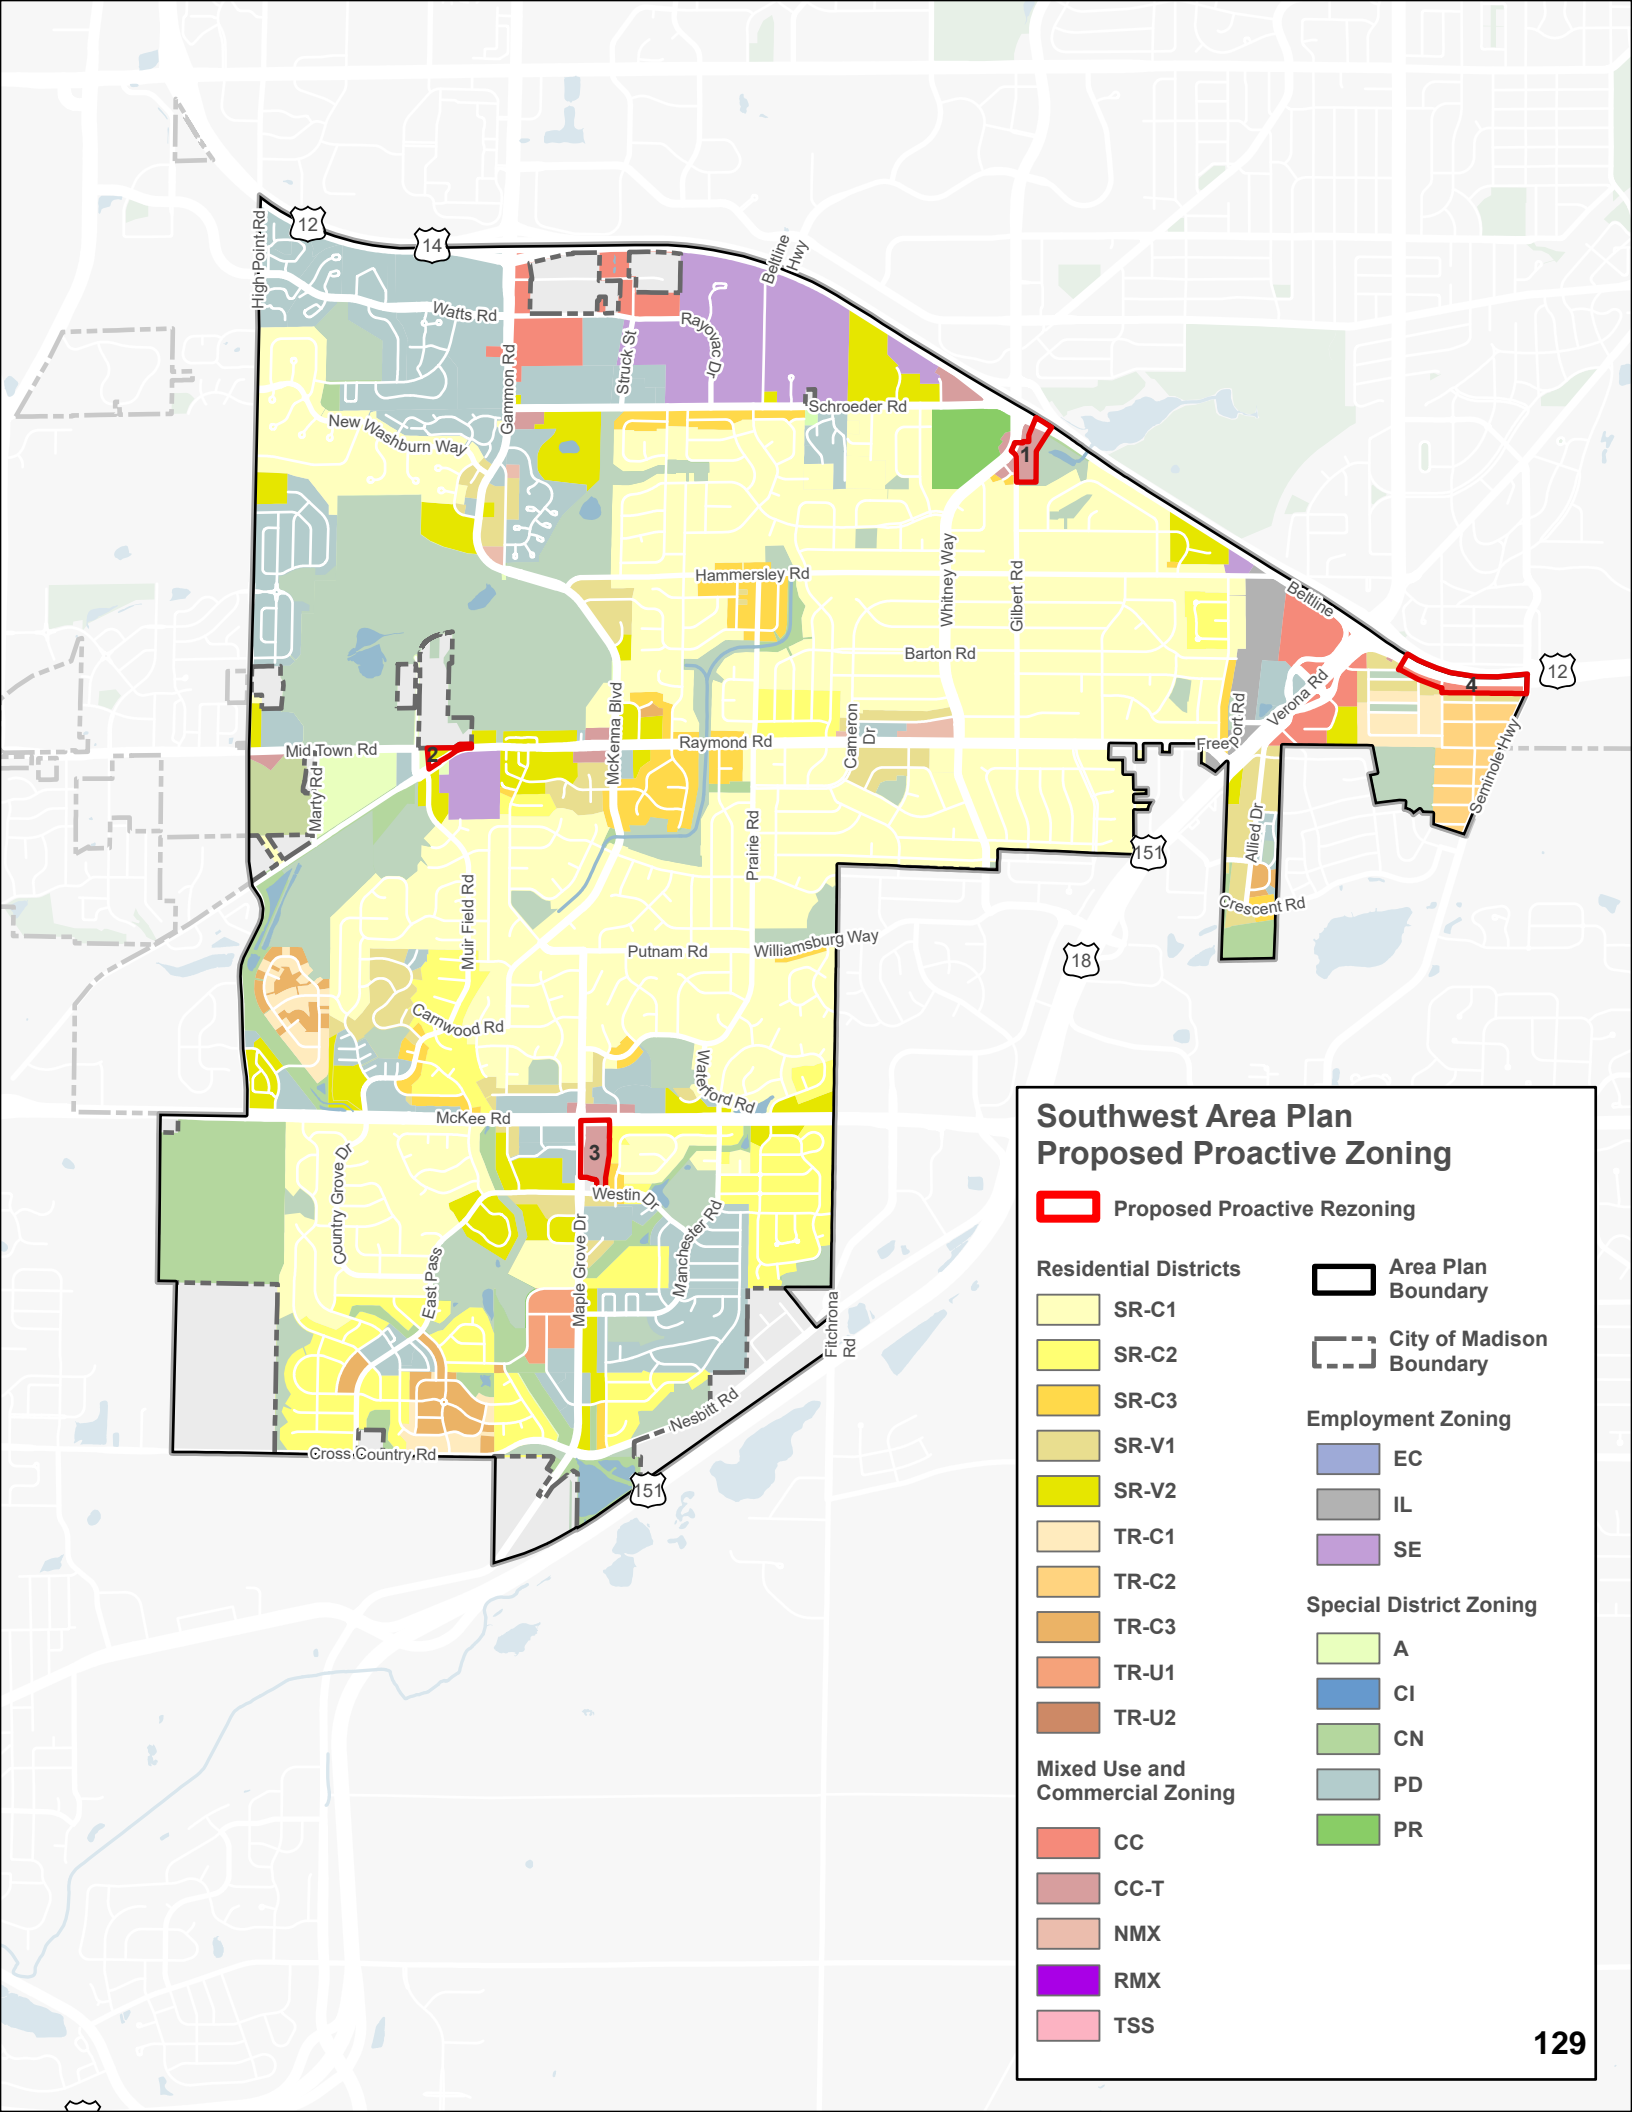 12
14
High Point Rd
Beltline
Hwy
Watts Rd
Rayovac Dr
Struck St
Gammon Rd
Schroeder Rd
New Washburn Way
1
Hammersley Rd
Whitney Way
Gilbert Rd
Beltline
Barton Rd
12
4
McKenna Blvd
Verona Rd
Freeport Rd
Cameron
Dr
Mid Town Rd
2
Raymond Rd
Seminole Hwy
Marty Rd
Prairie Rd
Allied Dr
151
Muir Field Rd
Crescent Rd
Putnam Rd
Williamsburg Way
18
Carnwood Rd
Waterford Rd
McKee Rd
3
Country Grove Dr
Westin Dr
Manchester Rd
Maple Grove Dr
East Pass
Fitchrona
Rd
Nesbitt Rd
Cross Country Rd
151
Southwest Area Plan
Proposed Proactive Zoning
Proposed Proactive Rezoning
Residential Districts
SR-C1
SR-C2
SR-C3
SR-V1
SR-V2
TR-C1
TR-C2
TR-C3
TR-U1
TR-U2
Mixed Use and
Commercial Zoning
CC
CC-T
NMX
RMX
TSS
Area Plan
Boundary
City of Madison
Boundary
Employment Zoning
EC
IL
SE
Special District Zoning
A
CI
CN
PD
PR
129